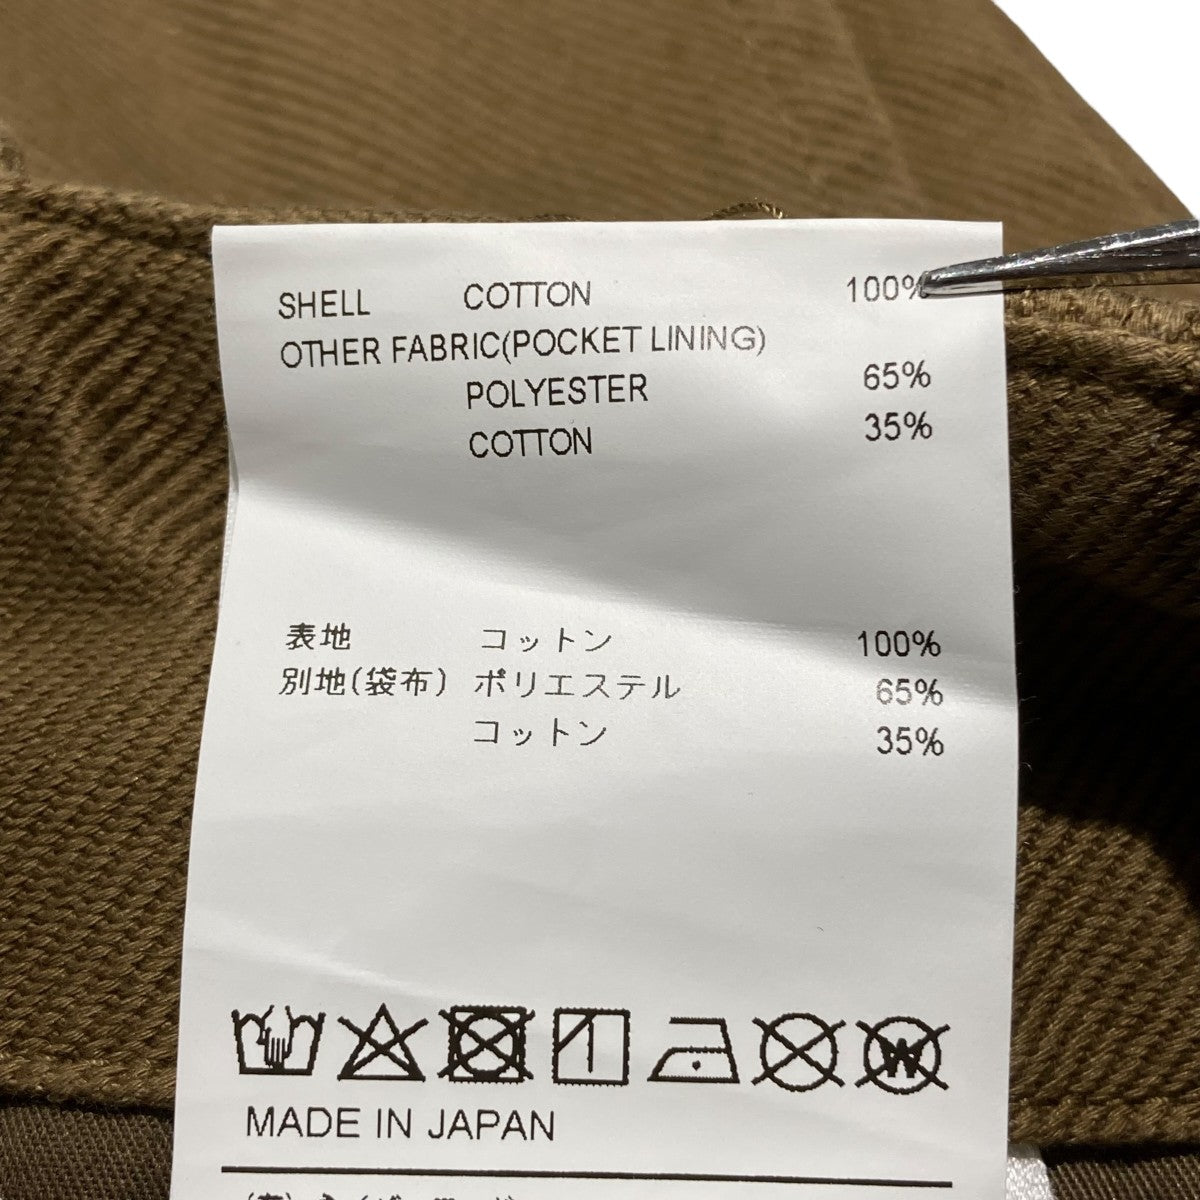 SHELL COTTON 100%
OTHER FABRIC(POCKET LINING)
POLYESTER 65%
COTTON 35%
表地 コットン 100%
別地(袋布) ポリエステル 65%
コットン 35%
W
MADE IN JAPAN